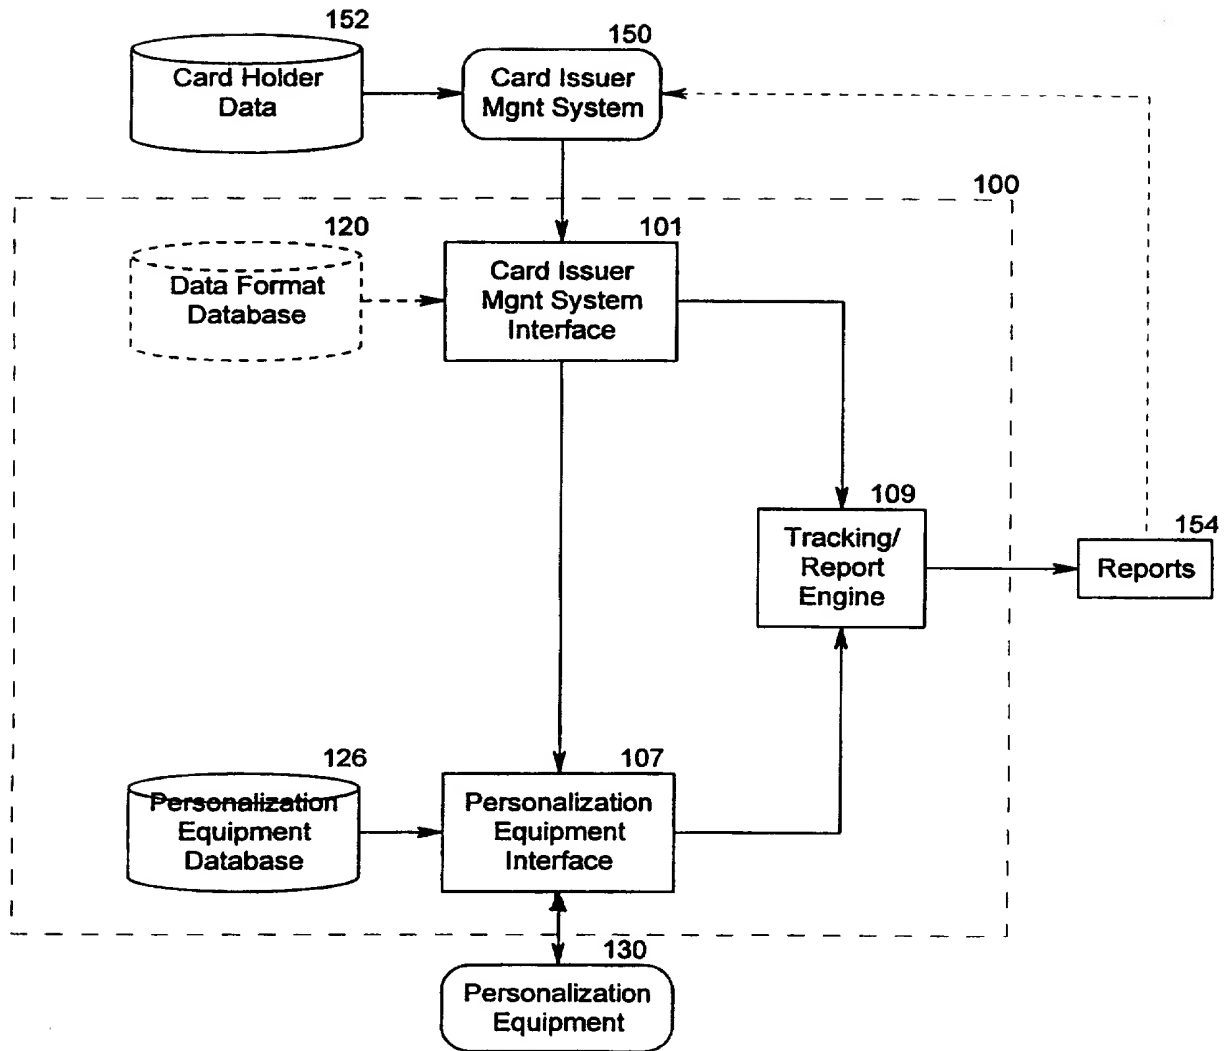 152
Card Holder
Data
150
Card Issuer
Mgnt System
100
120
Data Format
Database
101
Card Issuer
Mgnt System
Interface
109
Tracking/
Report
Engine
154
Reports
126
Personalization
Equipment
Database
107
Personalization
Equipment
Interface
130
Personalization
Equipment